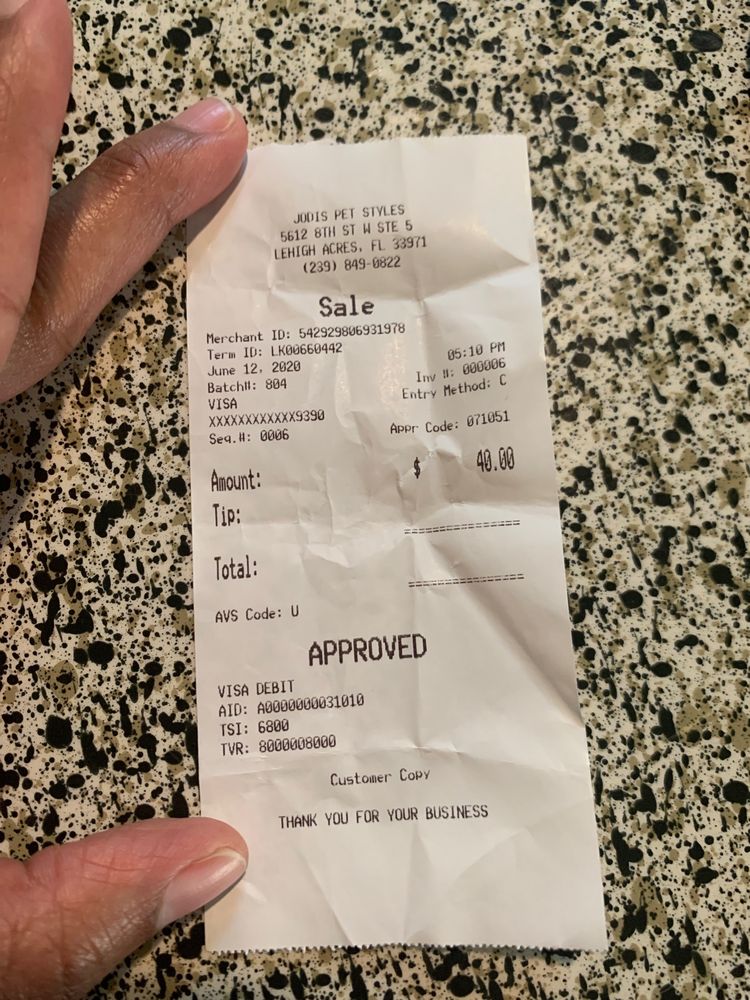 JODIS PET STYLES
5612 8TH ST W STE 5
LEHIGH ACRES, FL 33971
(239) 849-0822
Sale
Merchant ID: 542929806931978
Term ID: LK00660442
June 12, 2020 05:10 PM
Batch#: 804 Inv #: 000006
VISA Entry Method: C
XXXXXXXXXXXX9390
Seq.#: 0006 Appr Code: 071051
Amount: $ 40.00
Tip:
================
Total:
================
AVS Code: U
APPROVED
VISA DEBIT
AID: A0000000031010
TSI: 6800
TVR: 8000008000
Customer Copy
THANK YOU FOR YOUR BUSINESS